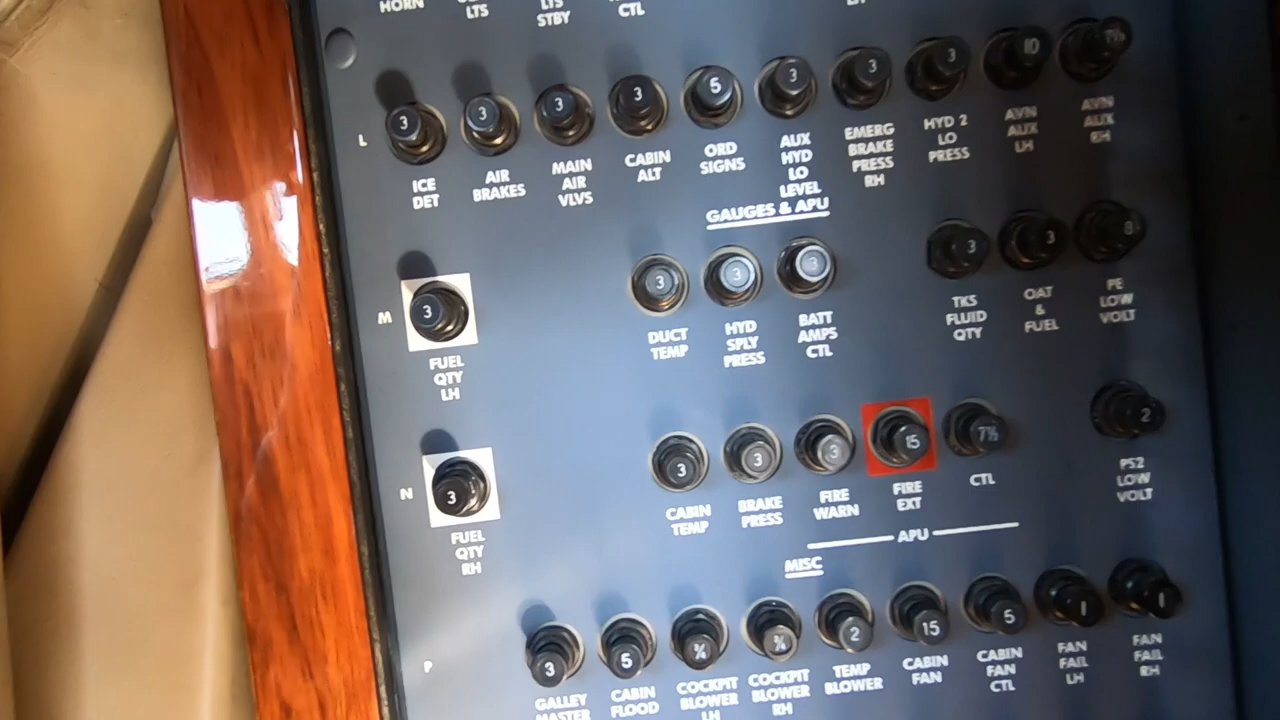 HORN
LTS
LTS
STBY
CTL
3 3 3 3 5 3 3 3 10 7½
L
ICE
DET
AIR
BRAKES
MAIN
AIR
VLVS
CABIN
ALT
ORD
SIGNS
AUX
HYD
LO
LEVEL
EMERG
BRAKE
PRESS
RH
HYD 2
LO
PRESS
AVN
AUX
LH
AVN
AUX
RH
GAUGES & APU
3 3 3 3 3 3 8
M
FUEL
QTY
LH
DUCT
TEMP
HYD
SPLY
PRESS
BATT
AMPS
CTL
TKS
FLUID
QTY
OAT
&
FUEL
PE
LOW
VOLT
3 3 3 3 15 7½ 2
N
FUEL
QTY
RH
CABIN
TEMP
BRAKE
PRESS
FIRE
WARN
FIRE
EXT
CTL
PS2
LOW
VOLT
APU
MISC
3 5 ¾ ¾ 2 15 5 1 1
P
GALLEY
MASTER
CABIN
FLOOD
COCKPIT
BLOWER
LH
COCKPIT
BLOWER
RH
TEMP
BLOWER
CABIN
FAN
CABIN
FAN
CTL
FAN
FAIL
LH
FAN
FAIL
RH